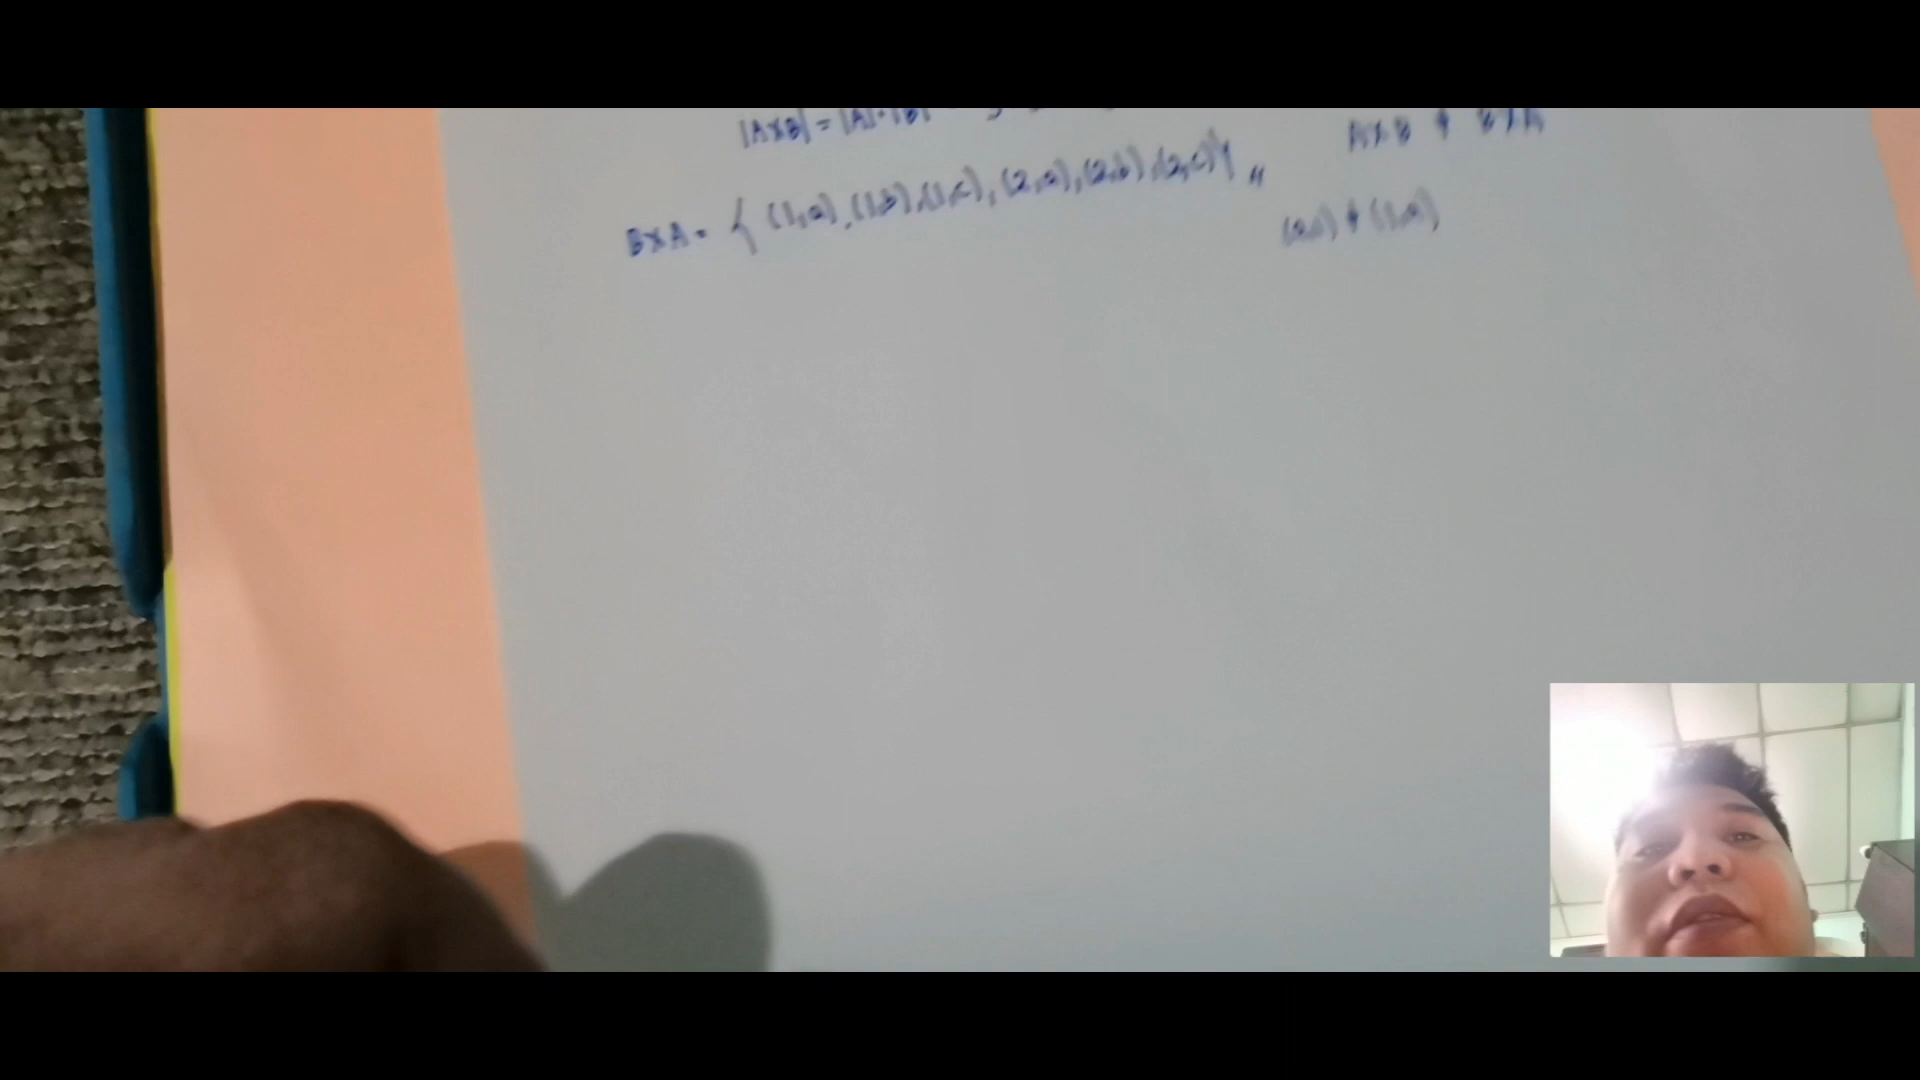 |A×B| = |A|·|B|
A×B ≠ B×A
B×A = { (1,a), (1,b), (1,c), (2,a), (2,b), (2,c) } "
(a,1) ≠ (1,a)